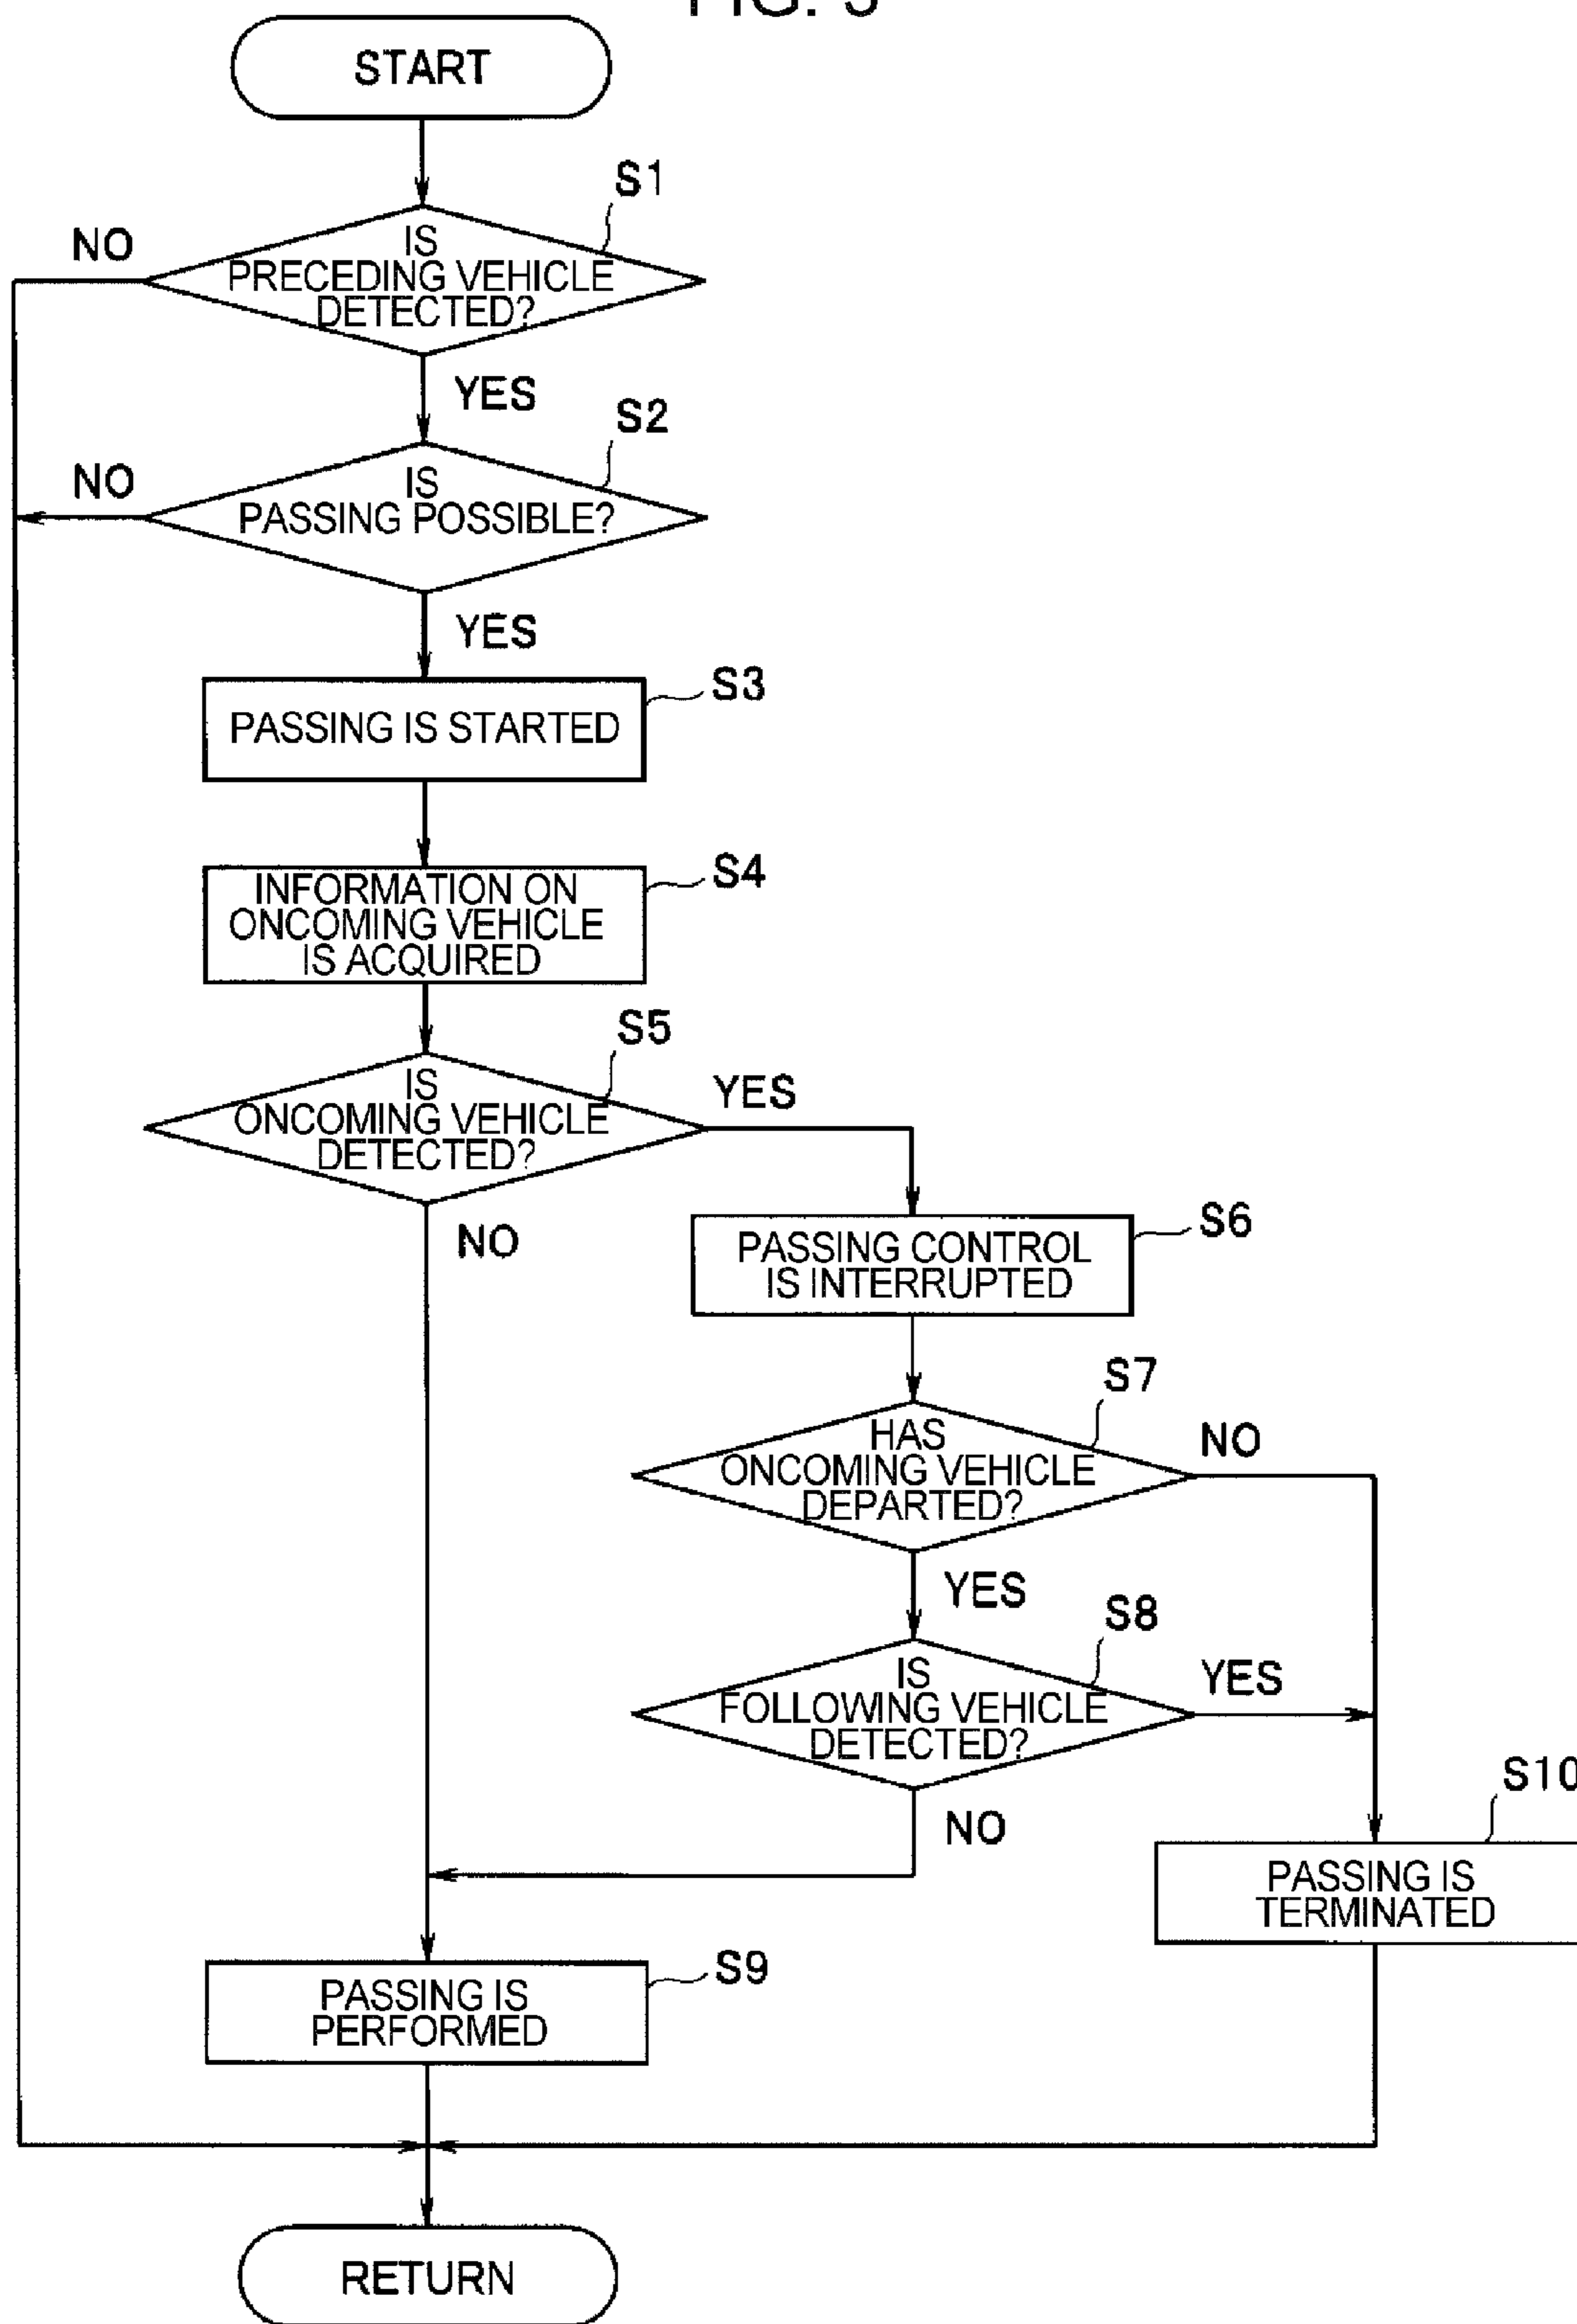 START
S1
NO
IS
PRECEDING VEHICLE
DETECTED?
YES
S2
NO
IS
PASSING POSSIBLE?
YES
S3
PASSING IS STARTED
S4
INFORMATION ON
ONCOMING VEHICLE
IS ACQUIRED
S5
IS
ONCOMING VEHICLE
DETECTED?
YES
NO
S6
PASSING CONTROL
IS INTERRUPTED
S7
HAS
ONCOMING VEHICLE
DEPARTED?
NO
YES
S8
IS
FOLLOWING VEHICLE
DETECTED?
YES
NO
S10
PASSING IS
TERMINATED
S9
PASSING IS
PERFORMED
RETURN